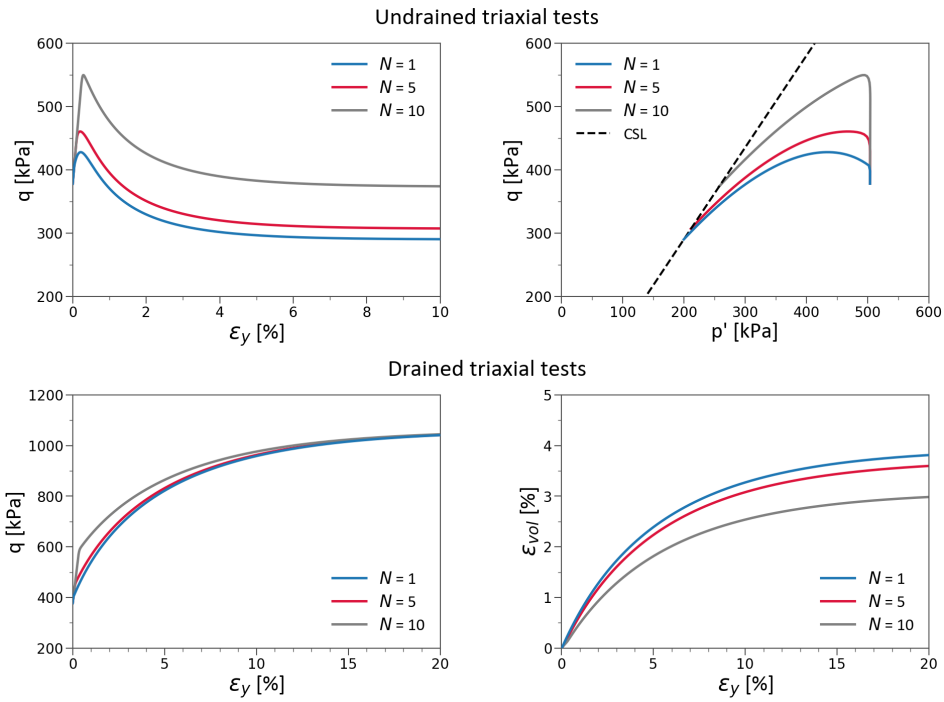 Undrained triaxial tests
600
500
400
300
200
q [kPa]
N = 1
N = 5
N = 10
0 2 4 6 8 10
εy [%]
600
500
400
300
200
q [kPa]
N = 1
N = 5
N = 10
CSL
0 100 200 300 400 500 600
p' [kPa]
Drained triaxial tests
1200
1000
800
600
400
200
q [kPa]
N = 1
N = 5
N = 10
0 5 10 15 20
εy [%]
5
4
3
2
1
0
εvol [%]
N = 1
N = 5
N = 10
0 5 10 15 20
εy [%]